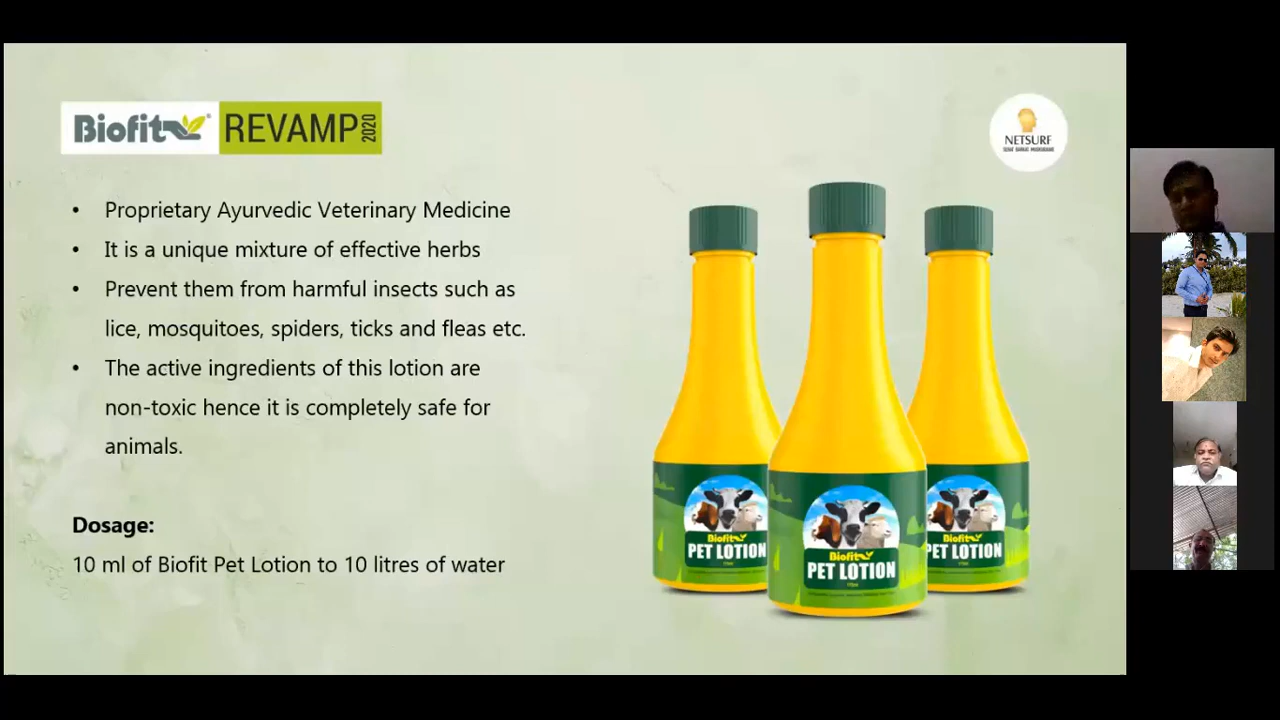 Biofit
REVAMP 2020
NETSURF
• Proprietary Ayurvedic Veterinary Medicine
• It is a unique mixture of effective herbs
• Prevent them from harmful insects such as
lice, mosquitoes, spiders, ticks and fleas etc.
• The active ingredients of this lotion are
non-toxic hence it is completely safe for
animals.
Dosage:
10 ml of Biofit Pet Lotion to 10 litres of water
Biofit
PET LOTION
Biofit
PET LOTION
Biofit
PET LOTION